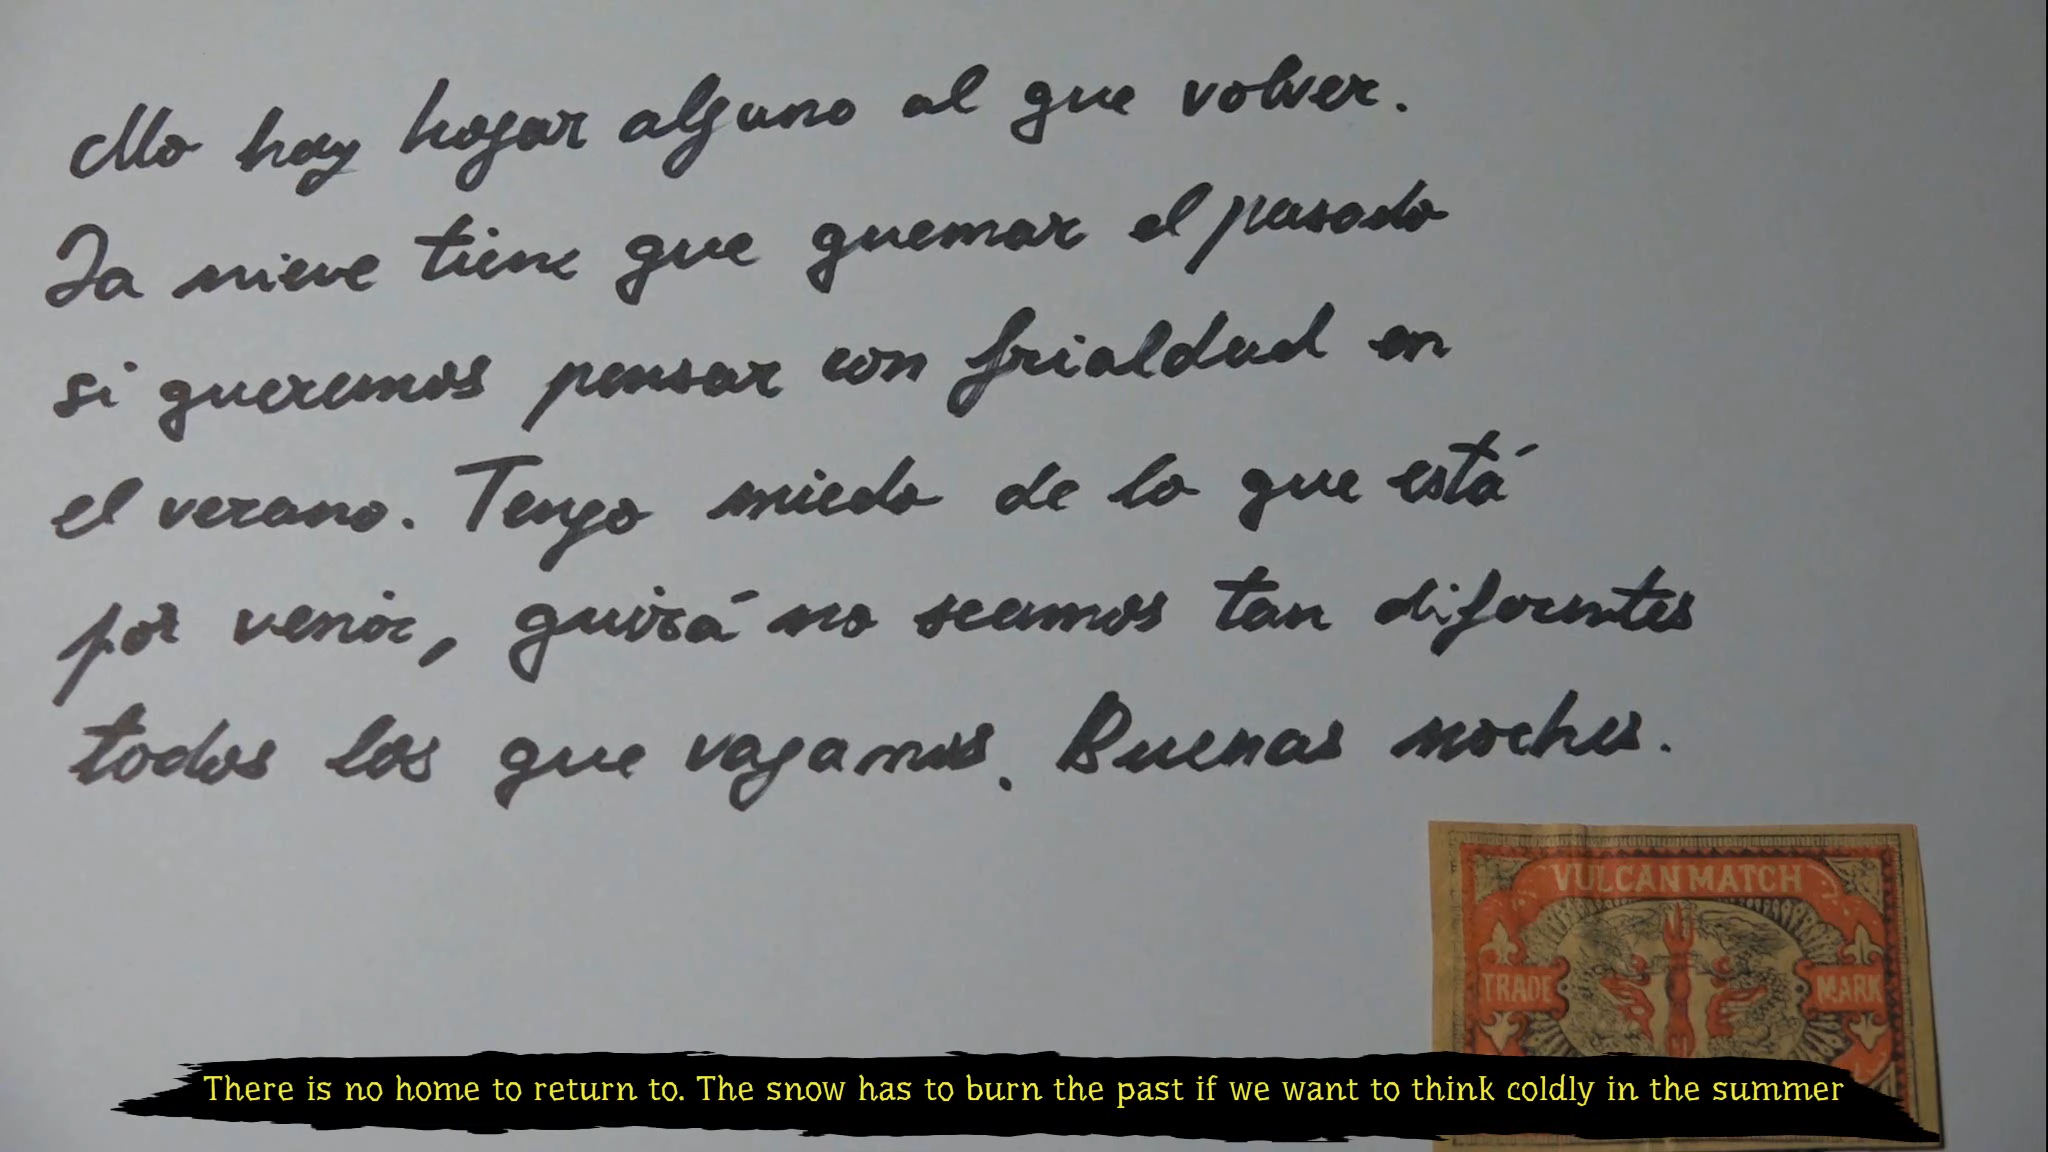 No hay hogar alguno al que volver.
La nieve tiene que quemar el pasado
si queremos pensar con frialdad en
el verano. Tengo miedo de lo que está
por venir, quizá no seamos tan diferentes
todos los que vagamos. Buenas noches.
VULCAN MATCH
TRADE MARK
There is no home to return to. The snow has to burn the past if we want to think coldly in the summer